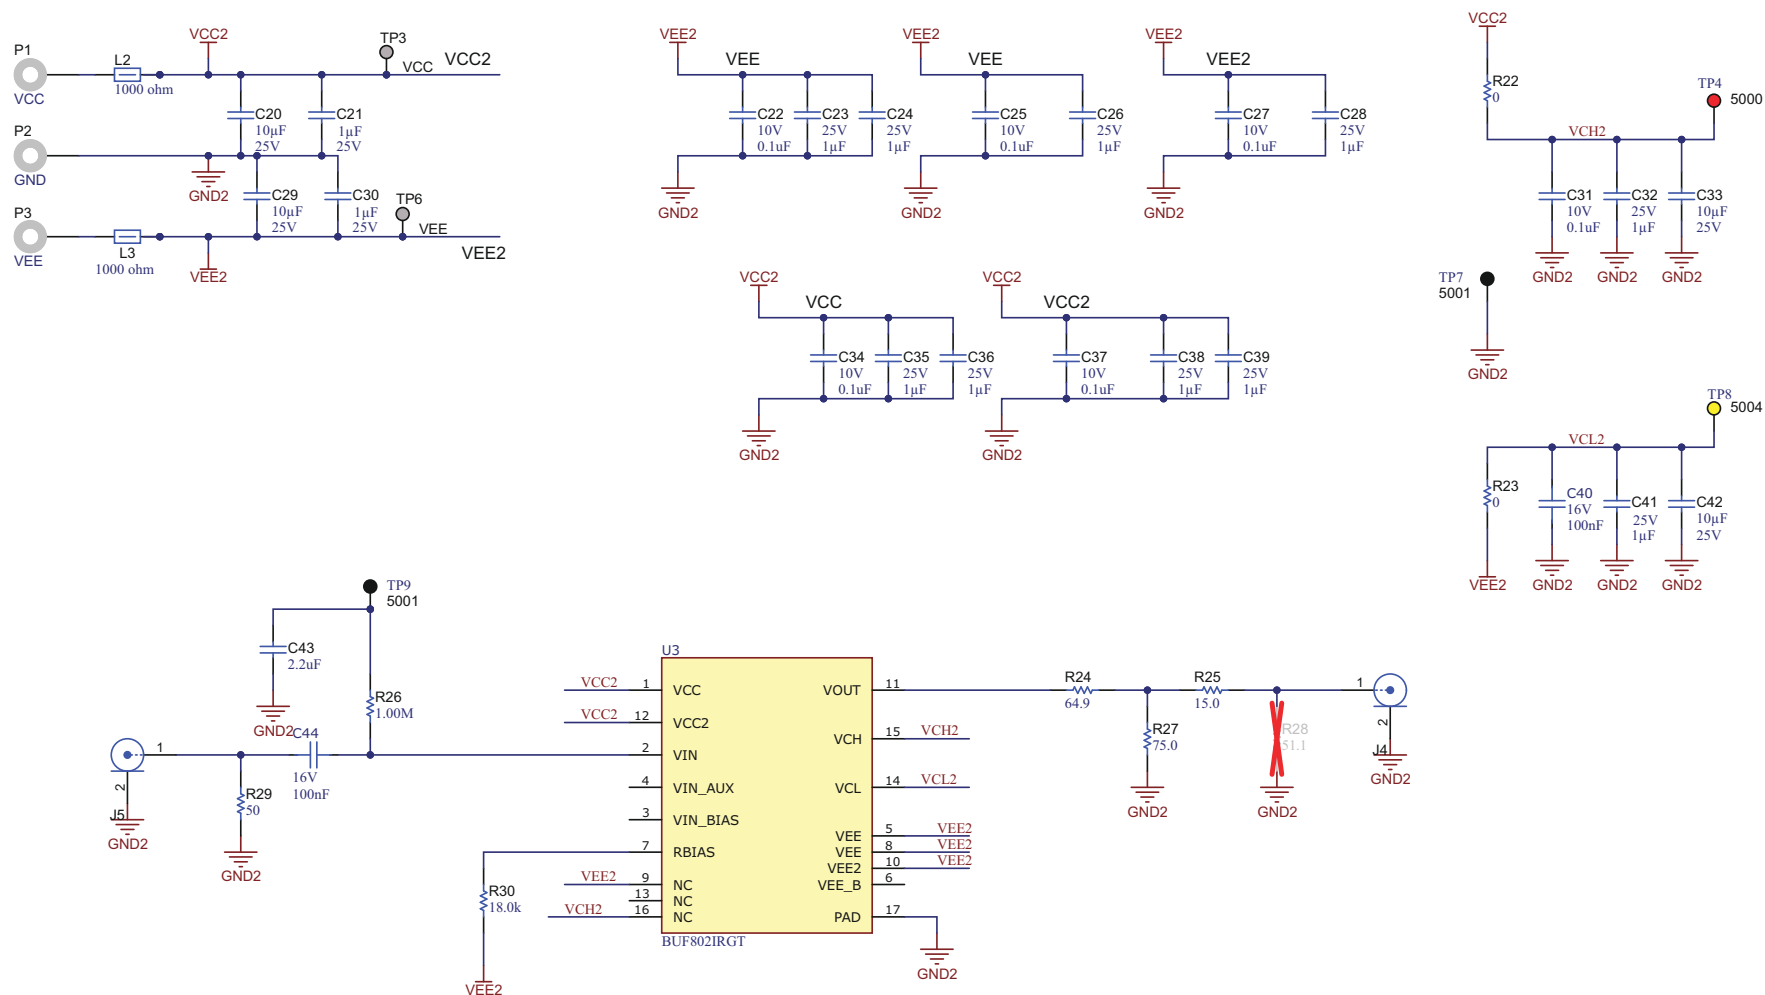 P1
VCC
L2
1000 ohm
VCC2
TP3
VCC
VCC2
C20
10µF
25V
C21
1µF
25V
P2
GND
GND2
C29
10µF
25V
C30
1µF
25V
TP6
VEE
VEE2
P3
VEE
L3
1000 ohm
VEE2
VEE2
VEE
C22
10V
0.1uF
C23
25V
1µF
C24
25V
1µF
GND2
VEE2
VEE
C25
10V
0.1uF
C26
25V
1µF
GND2
VEE2
VEE2
C27
10V
0.1uF
C28
25V
1µF
GND2
VCC2
R22
0
TP4
5000
VCH2
C31
10V
0.1uF
C32
25V
1µF
C33
10µF
25V
GND2
GND2
GND2
VCC2
VCC
C34
10V
0.1uF
C35
25V
1µF
C36
25V
1µF
GND2
VCC2
VCC2
C37
10V
0.1uF
C38
25V
1µF
C39
25V
1µF
GND2
TP7
5001
GND2
TP8
5004
VCL2
R23
0
C40
16V
100nF
C41
25V
1µF
C42
10µF
25V
VEE2
GND2
GND2
GND2
TP9
5001
C43
2.2uF
GND2
R26
1.00M
C44
16V
100nF
1
2
J5
GND2
R29
50
GND2
U3
VCC2
1
VCC
VCC2
12
VCC2
2
VIN
4
VIN_AUX
3
VIN_BIAS
7
RBIAS
VEE2
9
NC
13
NC
VCH2
16
NC
R30
18.0k
VEE2
VOUT
11
VCH
15
VCH2
VCL
14
VCL2
VEE
5
VEE2
VEE
8
VEE2
VEE2
10
VEE2
VEE_B
6
PAD
17
GND2
BUF802IRGT
R24
64.9
R25
15.0
R27
75.0
GND2
R28
51.1
GND2
1
2
J4
GND2